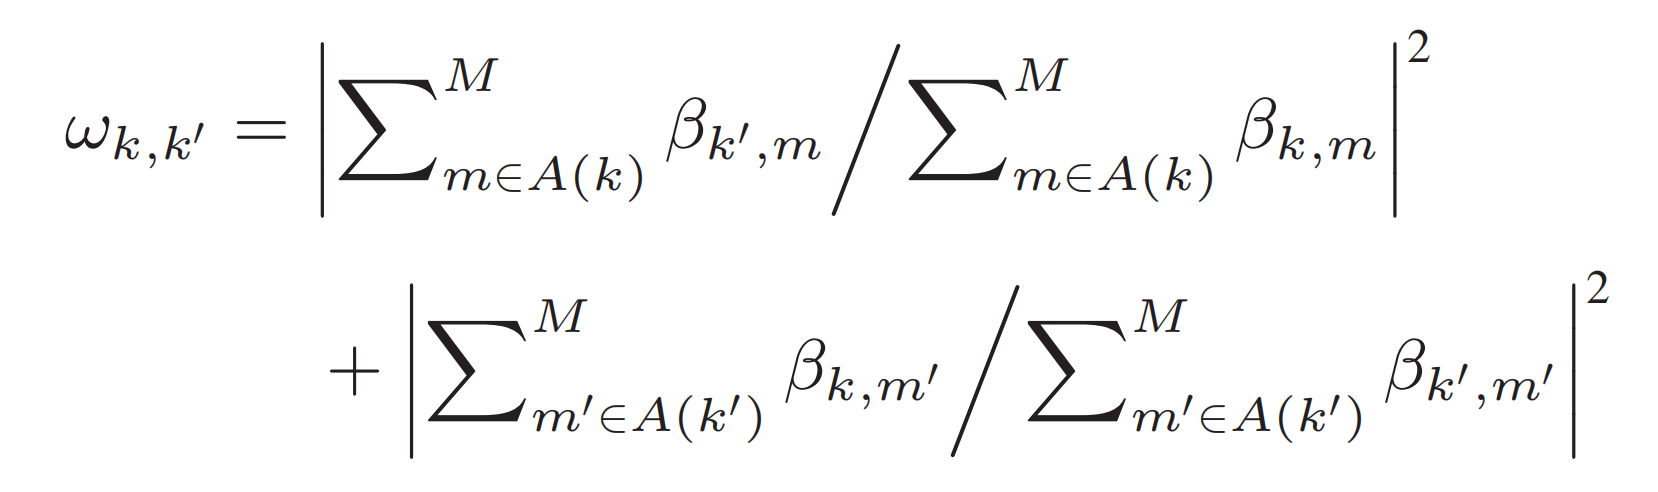 ω_{k,k′} = |∑_{m∈A(k)}^{M} β_{k′,m} / ∑_{m∈A(k)}^{M} β_{k,m}|^2
+ |∑_{m′∈A(k′)}^{M} β_{k,m′} / ∑_{m′∈A(k′)}^{M} β_{k′,m′}|^2